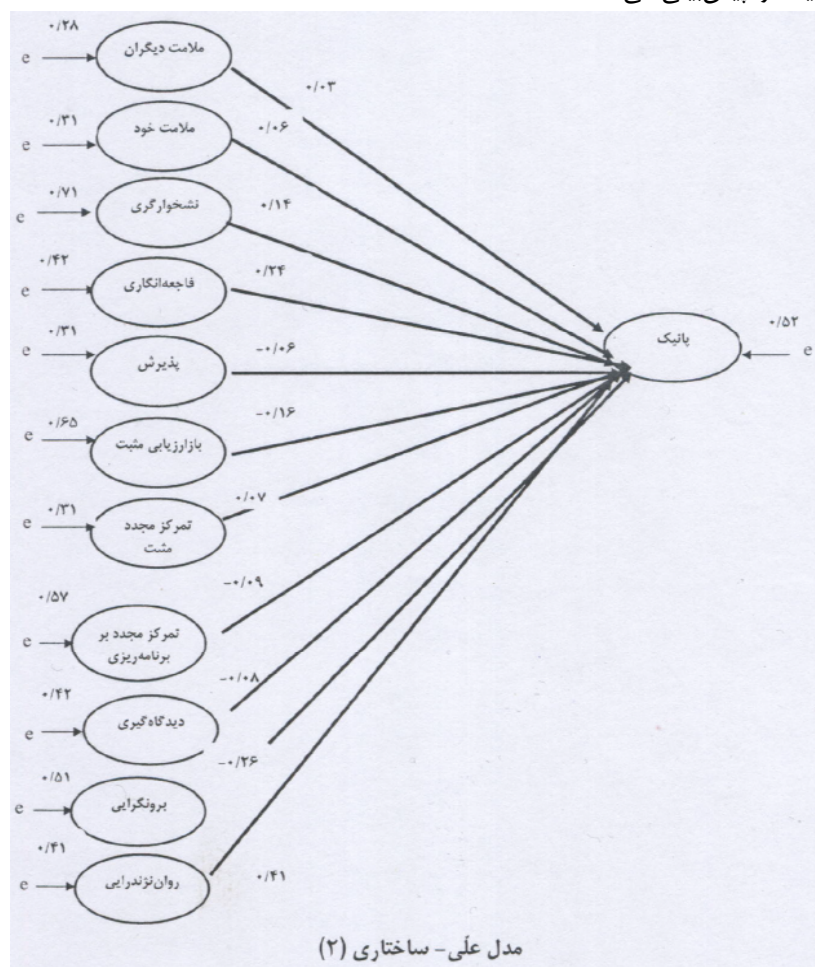 ۰/۲۸
ملامت دیگران
e
۰/۰۳
۰/۳۱
ملامت خود
e
۰/۰۶
۰/۷۱
نشخوارگری
e
۰/۱۴
۰/۴۲
فاجعه‌انگاری
e
۰/۲۴
پانیک
۰/۵۲
e
۰/۳۱
پذیرش
e
-۰/۰۶
۰/۶۵
بازارزیابی مثبت
e
-۰/۱۶
۰/۳۱
تمرکز مجدد
مثبت
e
۰/۰۷
۰/۵۷
تمرکز مجدد بر
برنامه‌ریزی
e
-۰/۰۹
۰/۴۲
دیدگاه‌گیری
e
-۰/۰۸
۰/۵۱
برونگرایی
e
-۰/۲۶
۰/۴۱
روان‌نژندرایی
e
۰/۴۱
مدل علّی- ساختاری (۲)